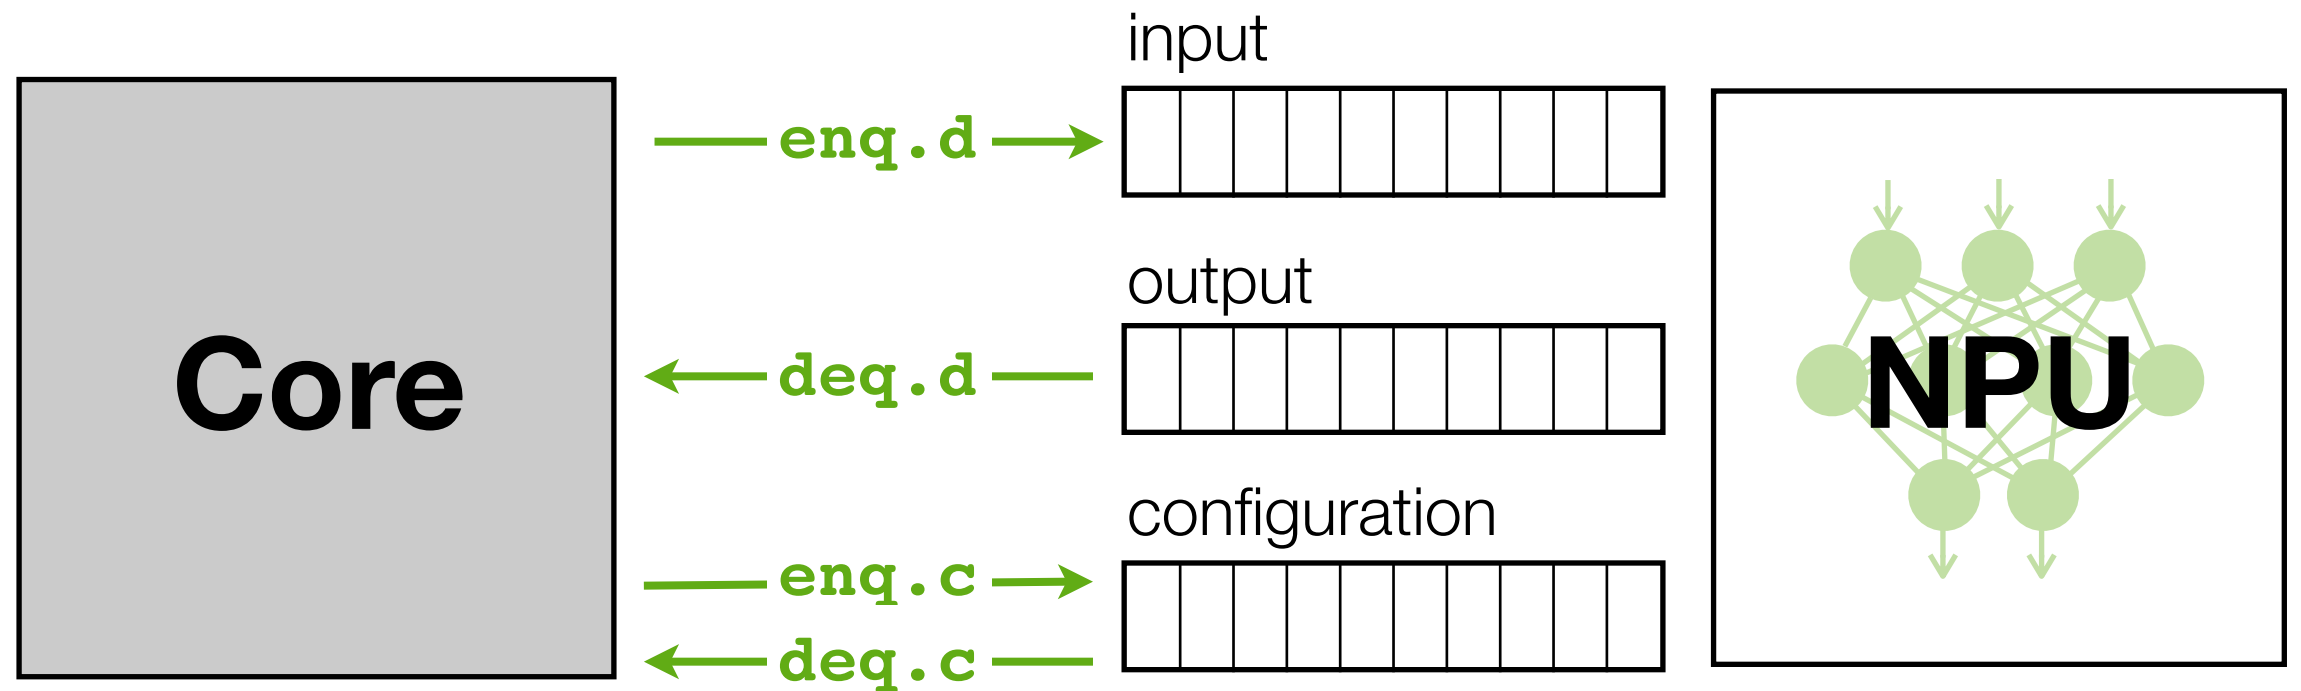 input
enq.d
output
deq.d
Core
NPU
configuration
enq.c
deq.c